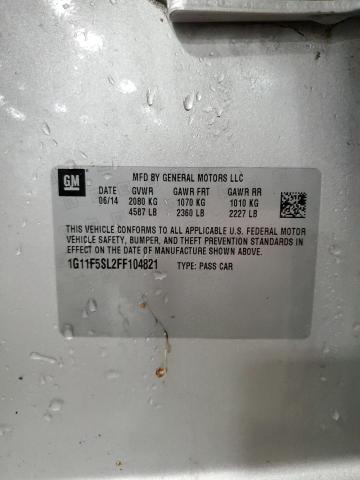 GM
MFD BY GENERAL MOTORS LLC
DATE GVWR GAWR FRT GAWR RR
06/14 2080 KG 1070 KG 1010 KG
4587 LB 2360 LB 2227 LB
THIS VEHICLE CONFORMS TO ALL APPLICABLE U.S. FEDERAL MOTOR
VEHICLE SAFETY, BUMPER, AND THEFT PREVENTION STANDARDS IN
EFFECT ON THE DATE OF MANUFACTURE SHOWN ABOVE.
1G11F5SL2FF104821 TYPE: PASS CAR